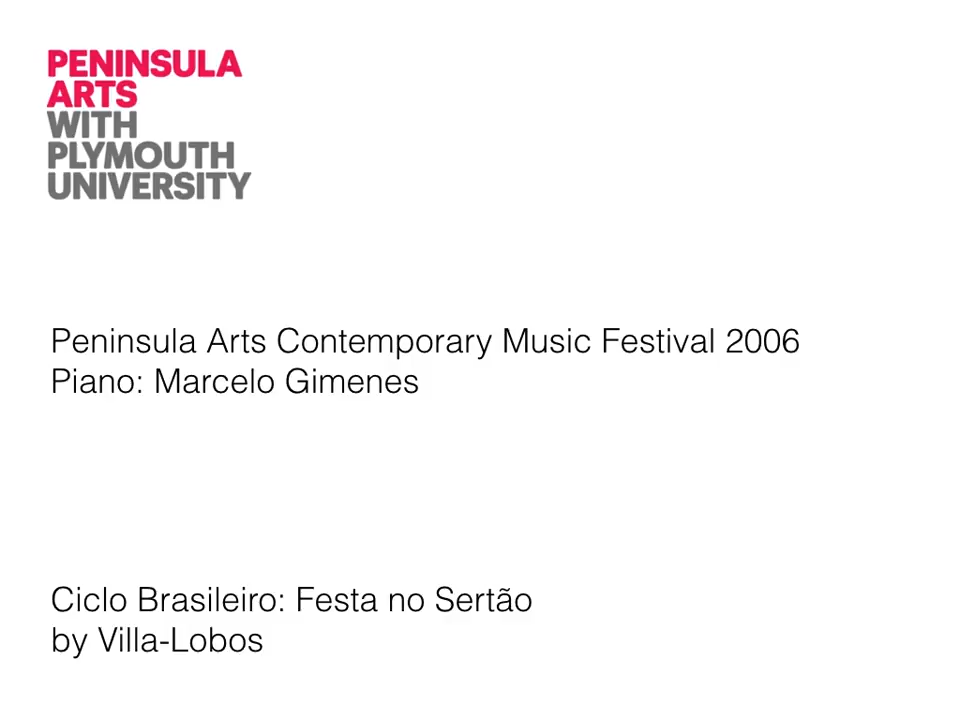 PENINSULA
ARTS
WITH
PLYMOUTH
UNIVERSITY
Peninsula Arts Contemporary Music Festival 2006
Piano: Marcelo Gimenes
Ciclo Brasileiro: Festa no Sertão
by Villa-Lobos